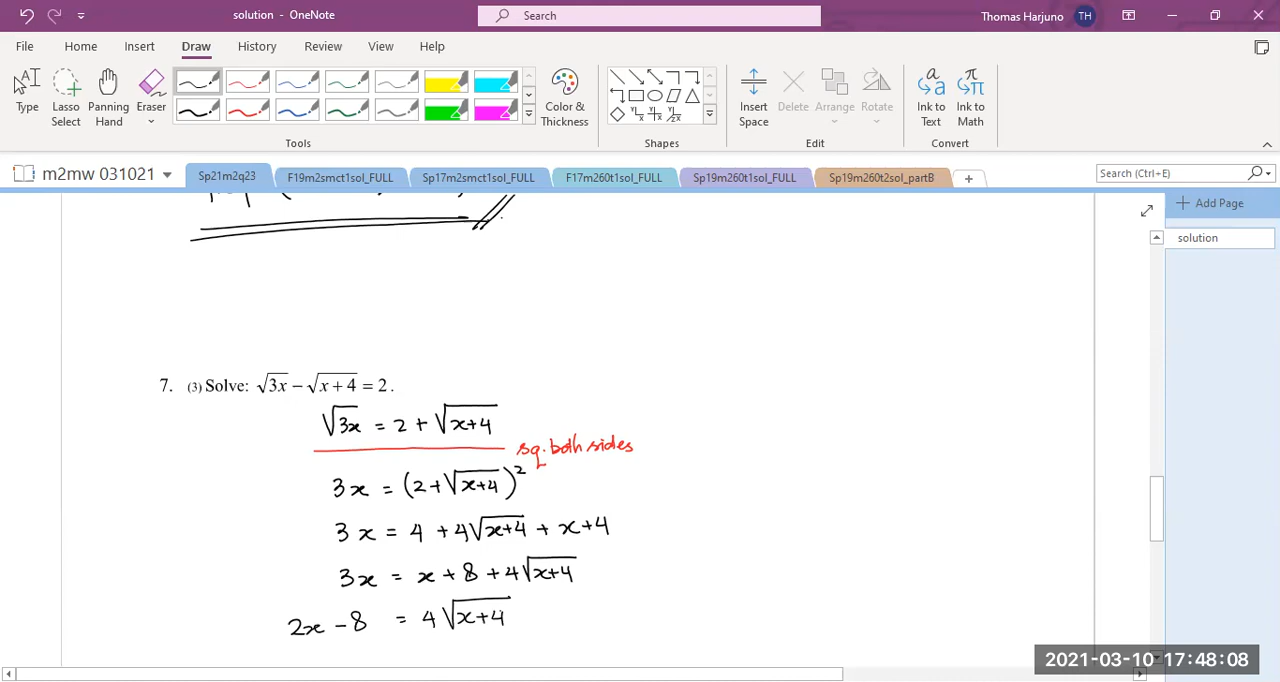 solution - OneNote
Search
Thomas Harjuno TH
File Home Insert Draw History Review View Help
Type Lasso Select Panning Hand Eraser Color & Thickness Insert Space Delete Arrange Rotate Ink to Text Ink to Math
Tools Shapes Edit Convert
m2mw 031021 Sp21m2q23 F19m2smct1sol_FULL Sp17m2smct1sol_FULL F17m260t1sol_FULL Sp19m260t1sol_FULL Sp19m260t2sol_partB Search (Ctrl+E)
Add Page
solution
7. (3) Solve: √3x − √x + 4 = 2 .
√3x = 2 + √x+4
sq. both sides
3x = (2+√x+4)²
3x = 4 + 4√x+4 + x+4
3x = x + 8 + 4√x+4
2x − 8 = 4√x+4
2021-03-10 17:48:08